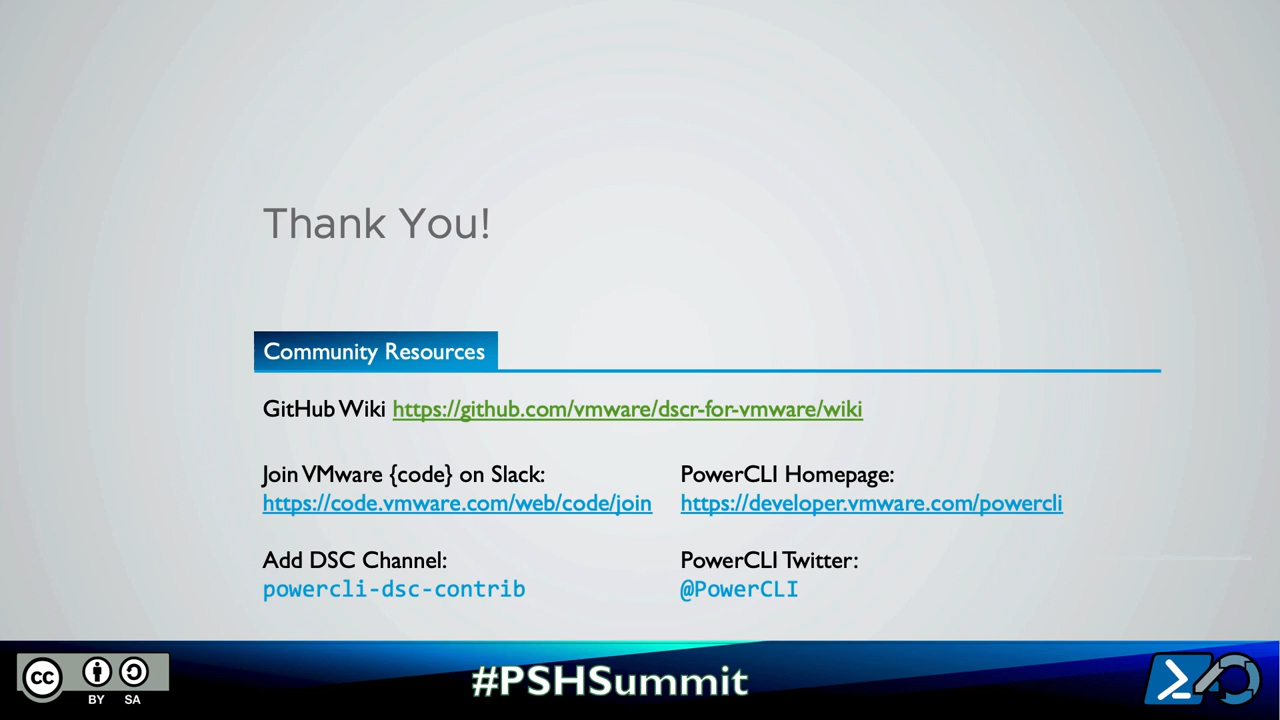 Thank You!
Community Resources
GitHub Wiki https://github.com/vmware/dscr-for-vmware/wiki
Join VMware {code} on Slack:
https://code.vmware.com/web/code/join
PowerCLI Homepage:
https://developer.vmware.com/powercli
Add DSC Channel:
powercli-dsc-contrib
PowerCLI Twitter:
@PowerCLI
cc
BY SA
#PSHSummit